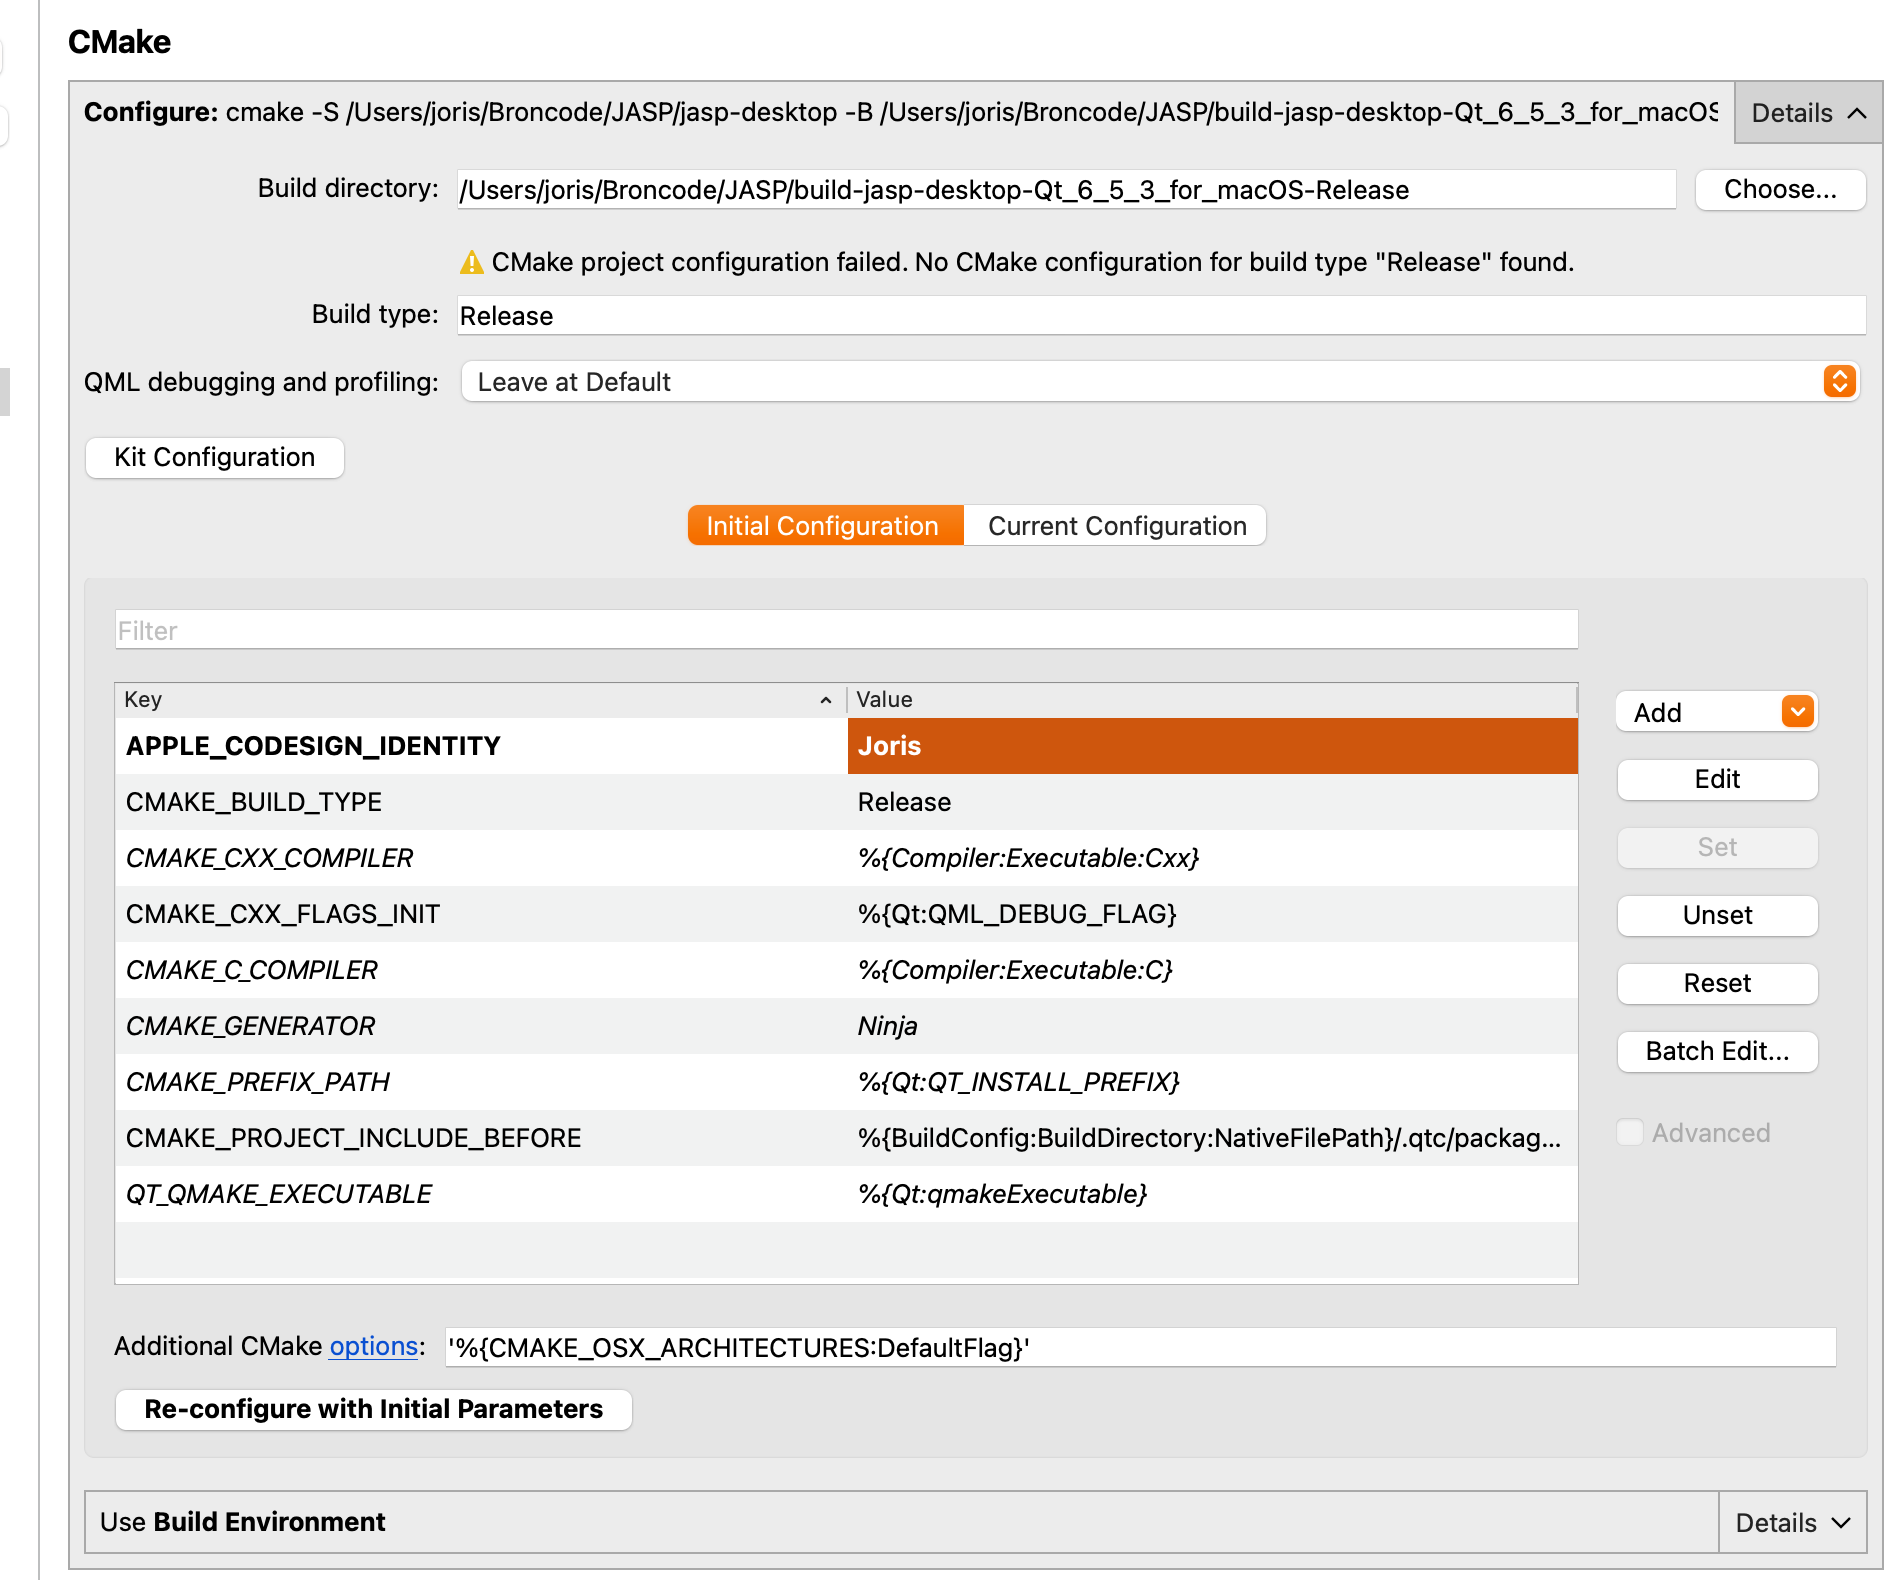 CMake
Configure: cmake -S /Users/joris/Broncode/JASP/jasp-desktop -B /Users/joris/Broncode/JASP/build-jasp-desktop-Qt_6_5_3_for_macOS
Details
Build directory: /Users/joris/Broncode/JASP/build-jasp-desktop-Qt_6_5_3_for_macOS-Release Choose...
CMake project configuration failed. No CMake configuration for build type "Release" found.
Build type: Release
QML debugging and profiling: Leave at Default
Kit Configuration
Initial Configuration Current Configuration
Filter
Key Value
APPLE_CODESIGN_IDENTITY Joris
CMAKE_BUILD_TYPE Release
CMAKE_CXX_COMPILER %{Compiler:Executable:Cxx}
CMAKE_CXX_FLAGS_INIT %{Qt:QML_DEBUG_FLAG}
CMAKE_C_COMPILER %{Compiler:Executable:C}
CMAKE_GENERATOR Ninja
CMAKE_PREFIX_PATH %{Qt:QT_INSTALL_PREFIX}
CMAKE_PROJECT_INCLUDE_BEFORE %{BuildConfig:BuildDirectory:NativeFilePath}/.qtc/packag...
QT_QMAKE_EXECUTABLE %{Qt:qmakeExecutable}
Add
Edit
Set
Unset
Reset
Batch Edit...
Advanced
Additional CMake options: '%{CMAKE_OSX_ARCHITECTURES:DefaultFlag}'
Re-configure with Initial Parameters
Use Build Environment Details